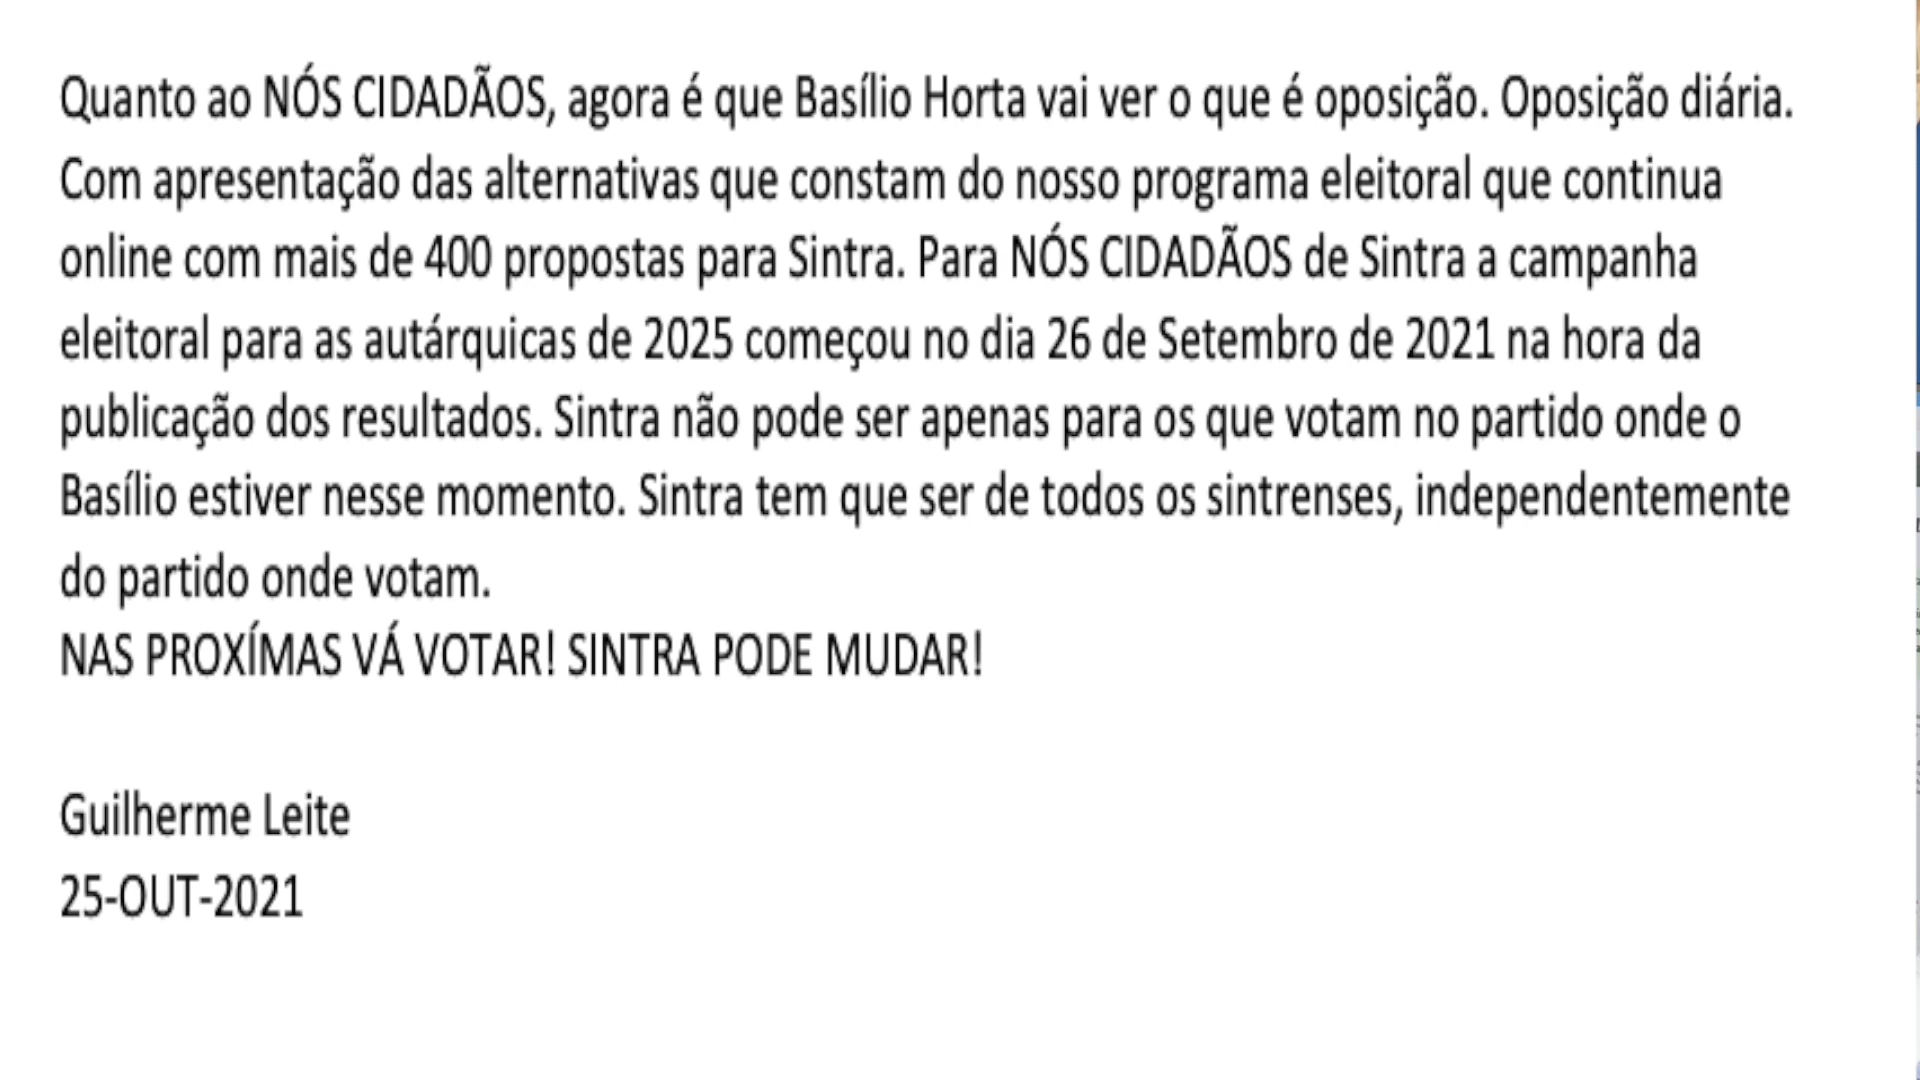 Quanto ao NÓS CIDADÃOS, agora é que Basílio Horta vai ver o que é oposição. Oposição diária.
Com apresentação das alternativas que constam do nosso programa eleitoral que continua
online com mais de 400 propostas para Sintra. Para NÓS CIDADÃOS de Sintra a campanha
eleitoral para as autárquicas de 2025 começou no dia 26 de Setembro de 2021 na hora da
publicação dos resultados. Sintra não pode ser apenas para os que votam no partido onde o
Basílio estiver nesse momento. Sintra tem que ser de todos os sintrenses, independentemente
do partido onde votam.
NAS PROXÍMAS VÁ VOTAR! SINTRA PODE MUDAR!
Guilherme Leite
25-OUT-2021